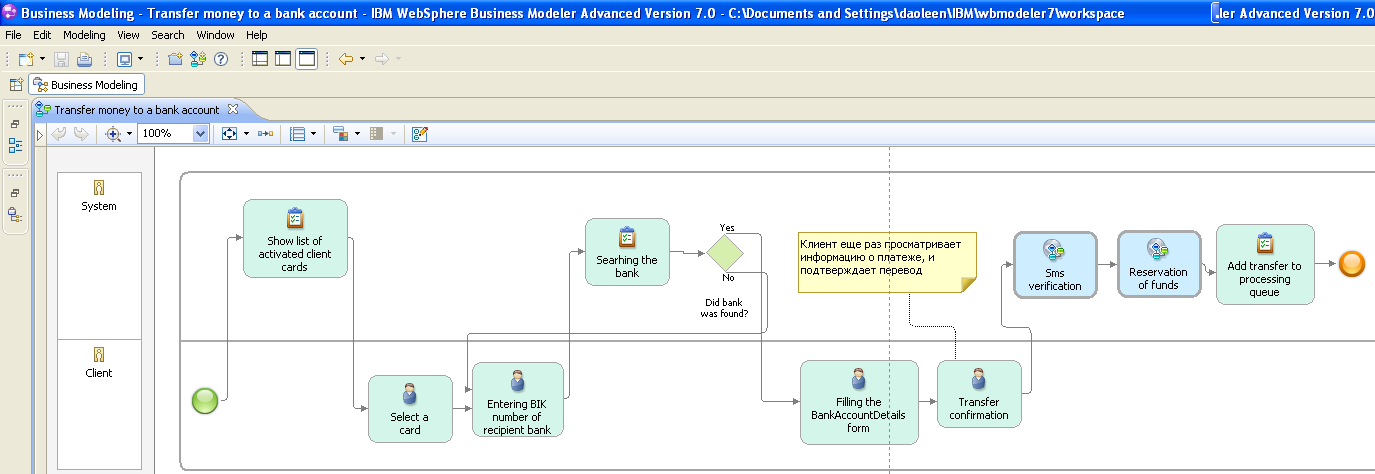 Business Modeling - Transfer money to a bank account - IBM WebSphere Business Modeler Advanced Version 7.0 - C:\Documents and Settings\daoleen\IBM\wbmodeler7\workspace
.ler Advanced Version 7.0
File Edit Modeling View Search Window Help
Business Modeling
Transfer money to a bank account
100%
System
Show list of
activated client
cards
Searhing the
bank
Yes
No
Did bank
was found?
Клиент еще раз просматривает
информацию о платеже, и
подтверждает перевод
Sms
verification
Reservation
of funds
Add transfer to
processing
queue
Client
Select a
card
Entering BIK
number of
recipient bank
Filling the
BankAccountDetails
form
Transfer
confirmation